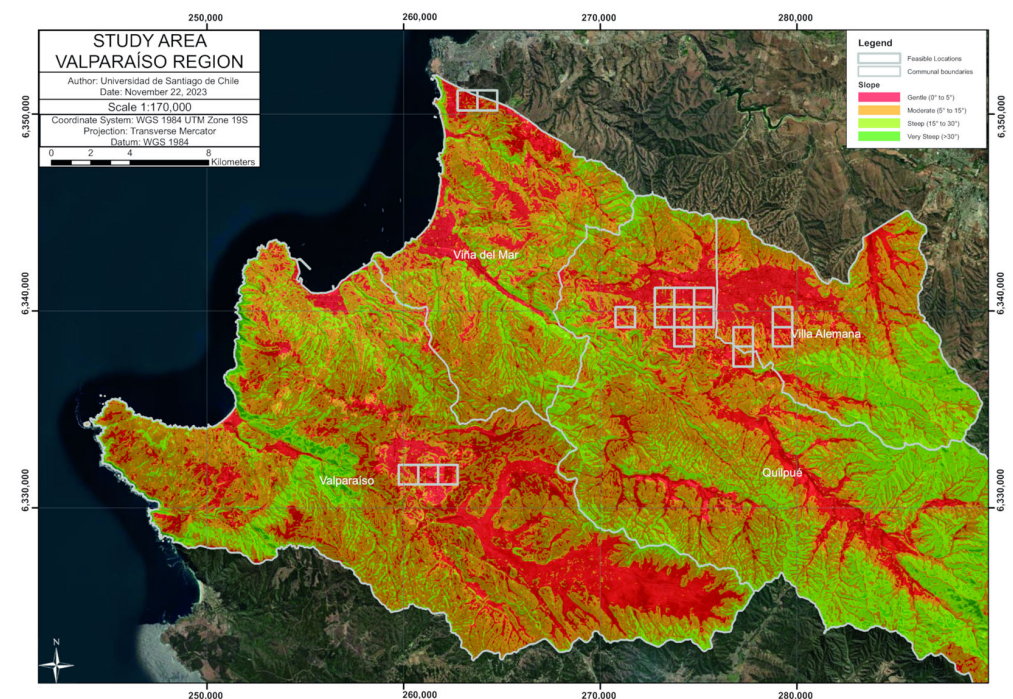 250,000
260,000
270,000
280,000
STUDY AREA
VALPARAÍSO REGION
Author: Universidad de Santiago de Chile
Date: November 22, 2023
Scale 1:170,000
Coordinate System: WGS 1984 UTM Zone 19S
Projection: Transverse Mercator
Datum: WGS 1984
0 2 4 8
Kilometers
Legend
Feasible Locations
Communal boundaries
Slope
Gentle (0° to 5°)
Moderate (5° to 15°)
Steep (15° to 30°)
Very Steep (>30°)
6,350,000
6,350,000
Viña del Mar
6,340,000
6,340,000
Villa Alemana
Quilpué
Valparaíso
6,330,000
6,330,000
N
250,000
260,000
270,000
280,000